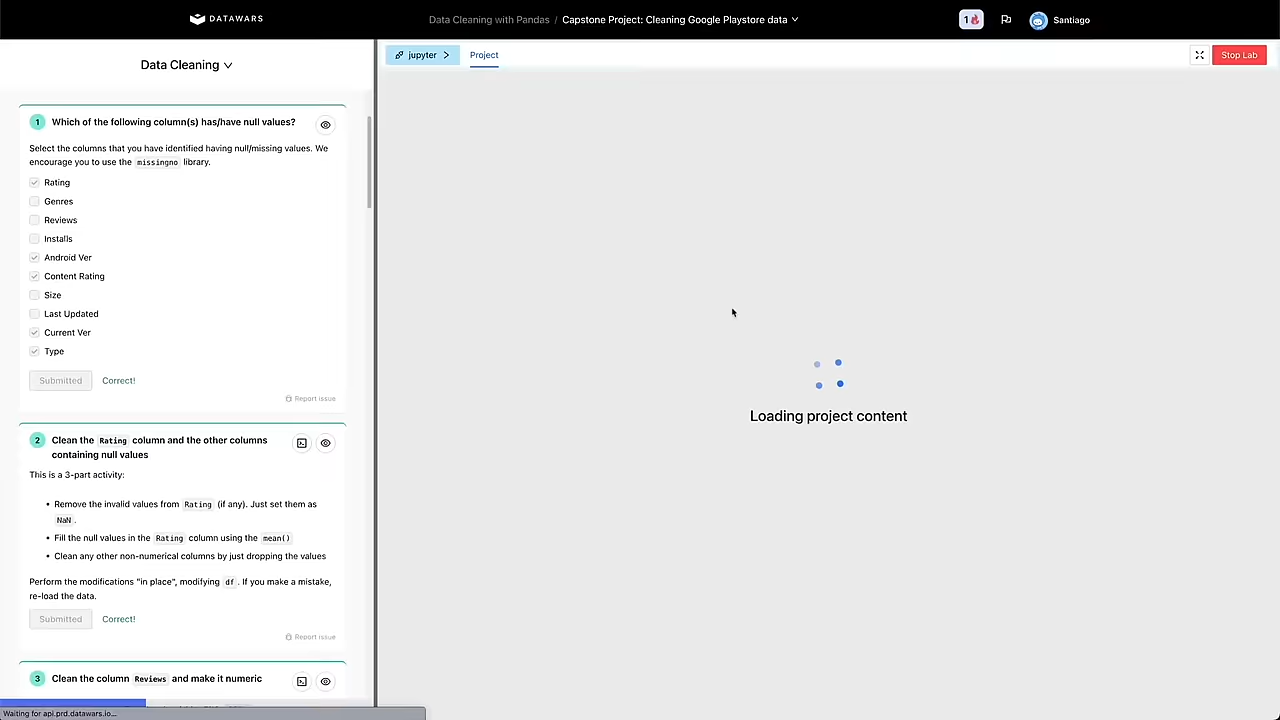 DATAWARS
Data Cleaning with Pandas / Capstone Project: Cleaning Google Playstore data
1
Santiago
Data Cleaning
jupyter
Project
Stop Lab
1 Which of the following column(s) has/have null values?
Select the columns that you have identified having null/missing values. We
encourage you to use the missingno library.
Rating
Genres
Reviews
Installs
Android Ver
Content Rating
Size
Last Updated
Current Ver
Type
Submitted Correct!
Report issue
2 Clean the Rating column and the other columns
containing null values
This is a 3-part activity:
• Remove the invalid values from Rating (if any). Just set them as
NaN.
• Fill the null values in the Rating column using the mean()
• Clean any other non-numerical columns by just dropping the values
Perform the modifications "in place", modifying df. If you make a mistake,
re-load the data.
Submitted Correct!
Report issue
3 Clean the column Reviews and make it numeric
Loading project content
Waiting for api.prd.datawars.io...